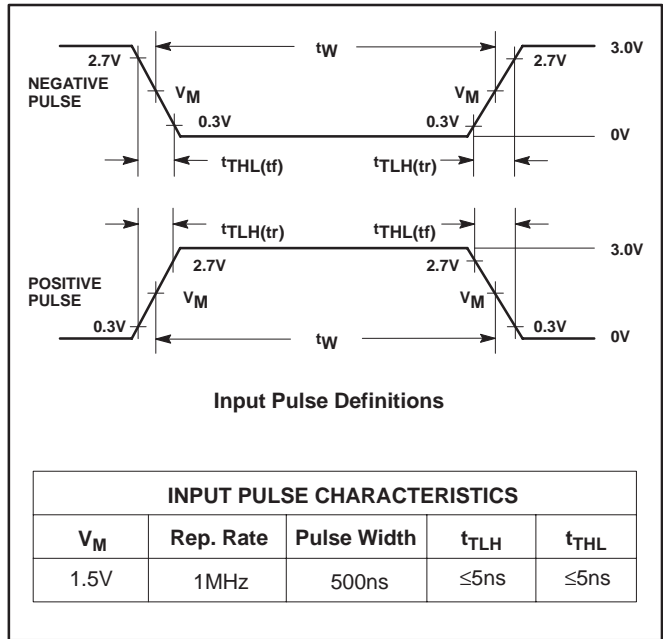 tW
2.7V
2.7V
3.0V
NEGATIVE
PULSE
VM
VM
0.3V
0.3V
0V
tTHL(tf)
tTLH(tr)
tTLH(tr)
tTHL(tf)
3.0V
POSITIVE
PULSE
2.7V
2.7V
VM
VM
0.3V
0.3V
0V
tW
Input Pulse Definitions
INPUT PULSE CHARACTERISTICS
VM Rep. Rate Pulse Width tTLH tTHL
1.5V 1MHz 500ns ≤5ns ≤5ns